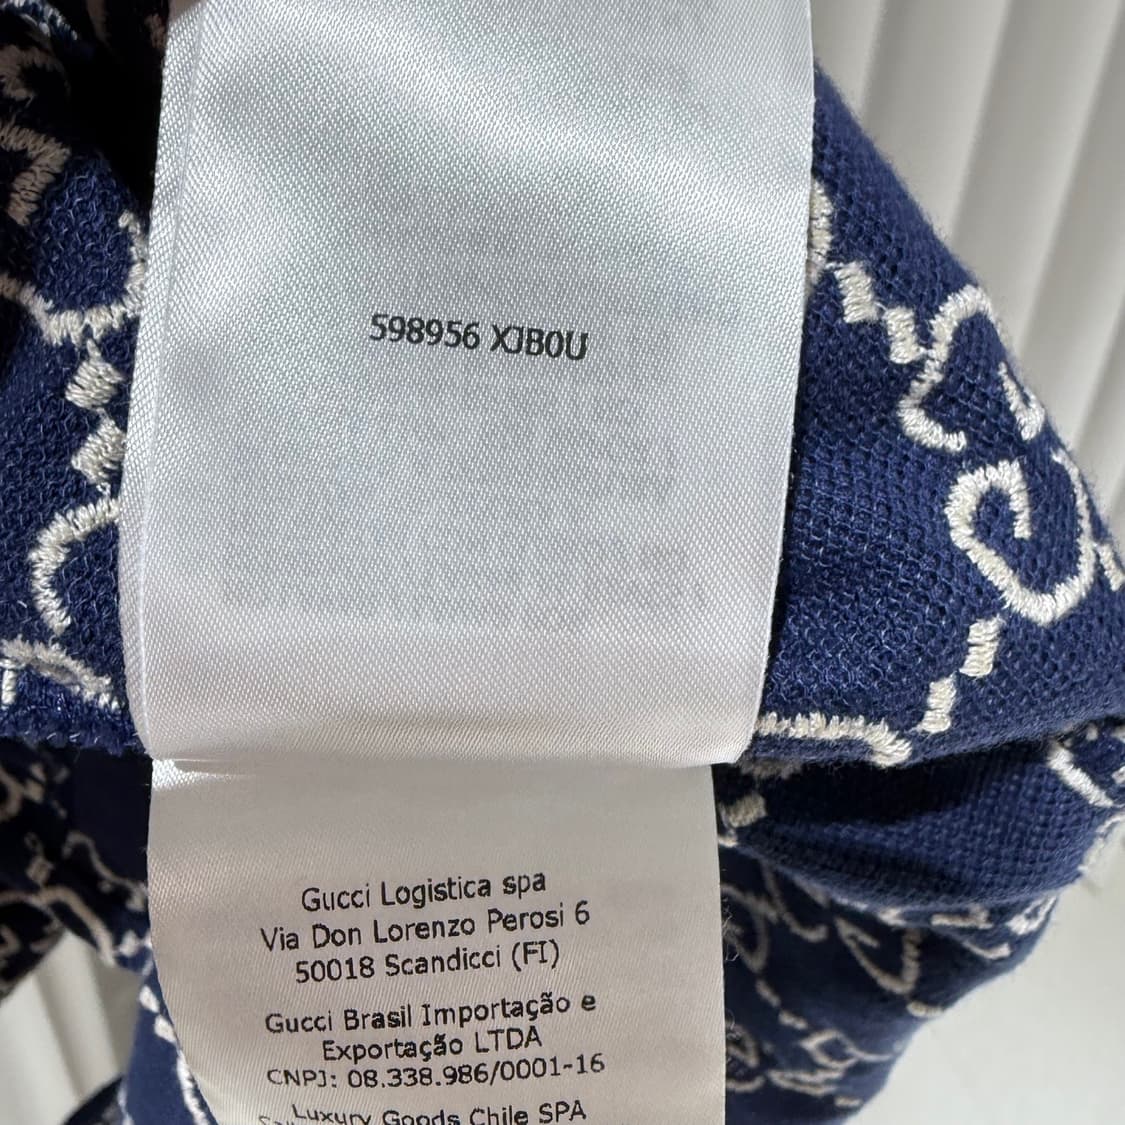 598956 XJB0U
Gucci Logistica spa
Via Don Lorenzo Perosi 6
50018 Scandicci (FI)
Gucci Brasil Importação e
Exportação LTDA
CNPJ: 08.338.986/0001-16
Luxury Goods Chile SPA